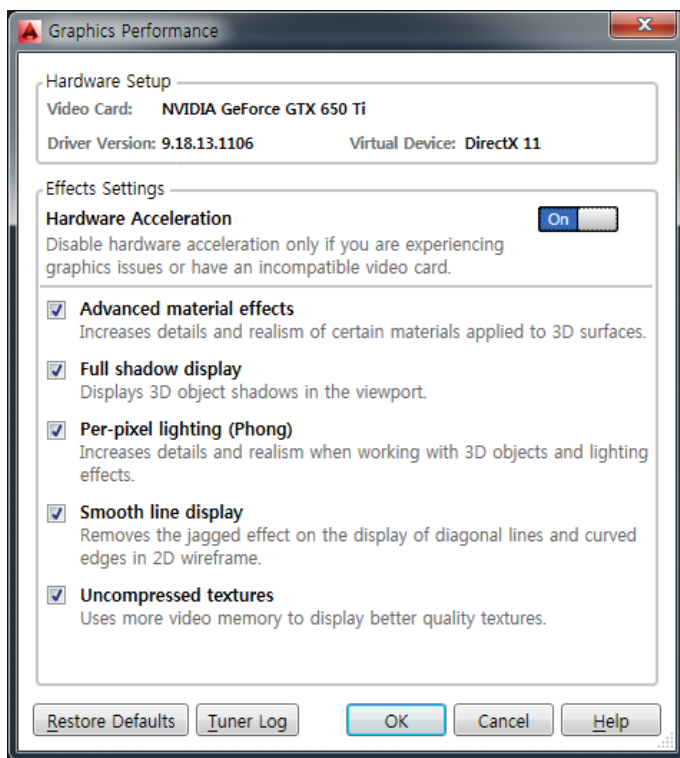 Graphics Performance
Hardware Setup
Video Card: NVIDIA GeForce GTX 650 Ti
Driver Version: 9.18.13.1106 Virtual Device: DirectX 11
Effects Settings
Hardware Acceleration On
Disable hardware acceleration only if you are experiencing
graphics issues or have an incompatible video card.
Advanced material effects
Increases details and realism of certain materials applied to 3D surfaces.
Full shadow display
Displays 3D object shadows in the viewport.
Per-pixel lighting (Phong)
Increases details and realism when working with 3D objects and lighting
effects.
Smooth line display
Removes the jagged effect on the display of diagonal lines and curved
edges in 2D wireframe.
Uncompressed textures
Uses more video memory to display better quality textures.
Restore Defaults Tuner Log OK Cancel Help